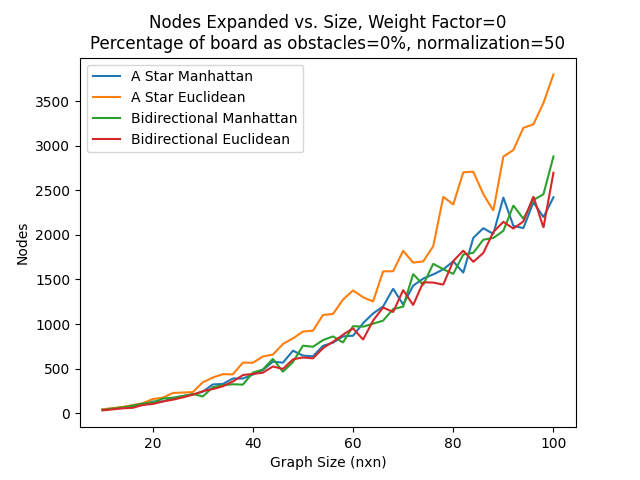 Nodes Expanded vs. Size, Weight Factor=0
Percentage of board as obstacles=0%, normalization=50
A Star Manhattan
A Star Euclidean
Bidirectional Manhattan
Bidirectional Euclidean
3500
3000
2500
2000
1500
1000
500
0
Nodes
20
40
60
80
100
Graph Size (nxn)